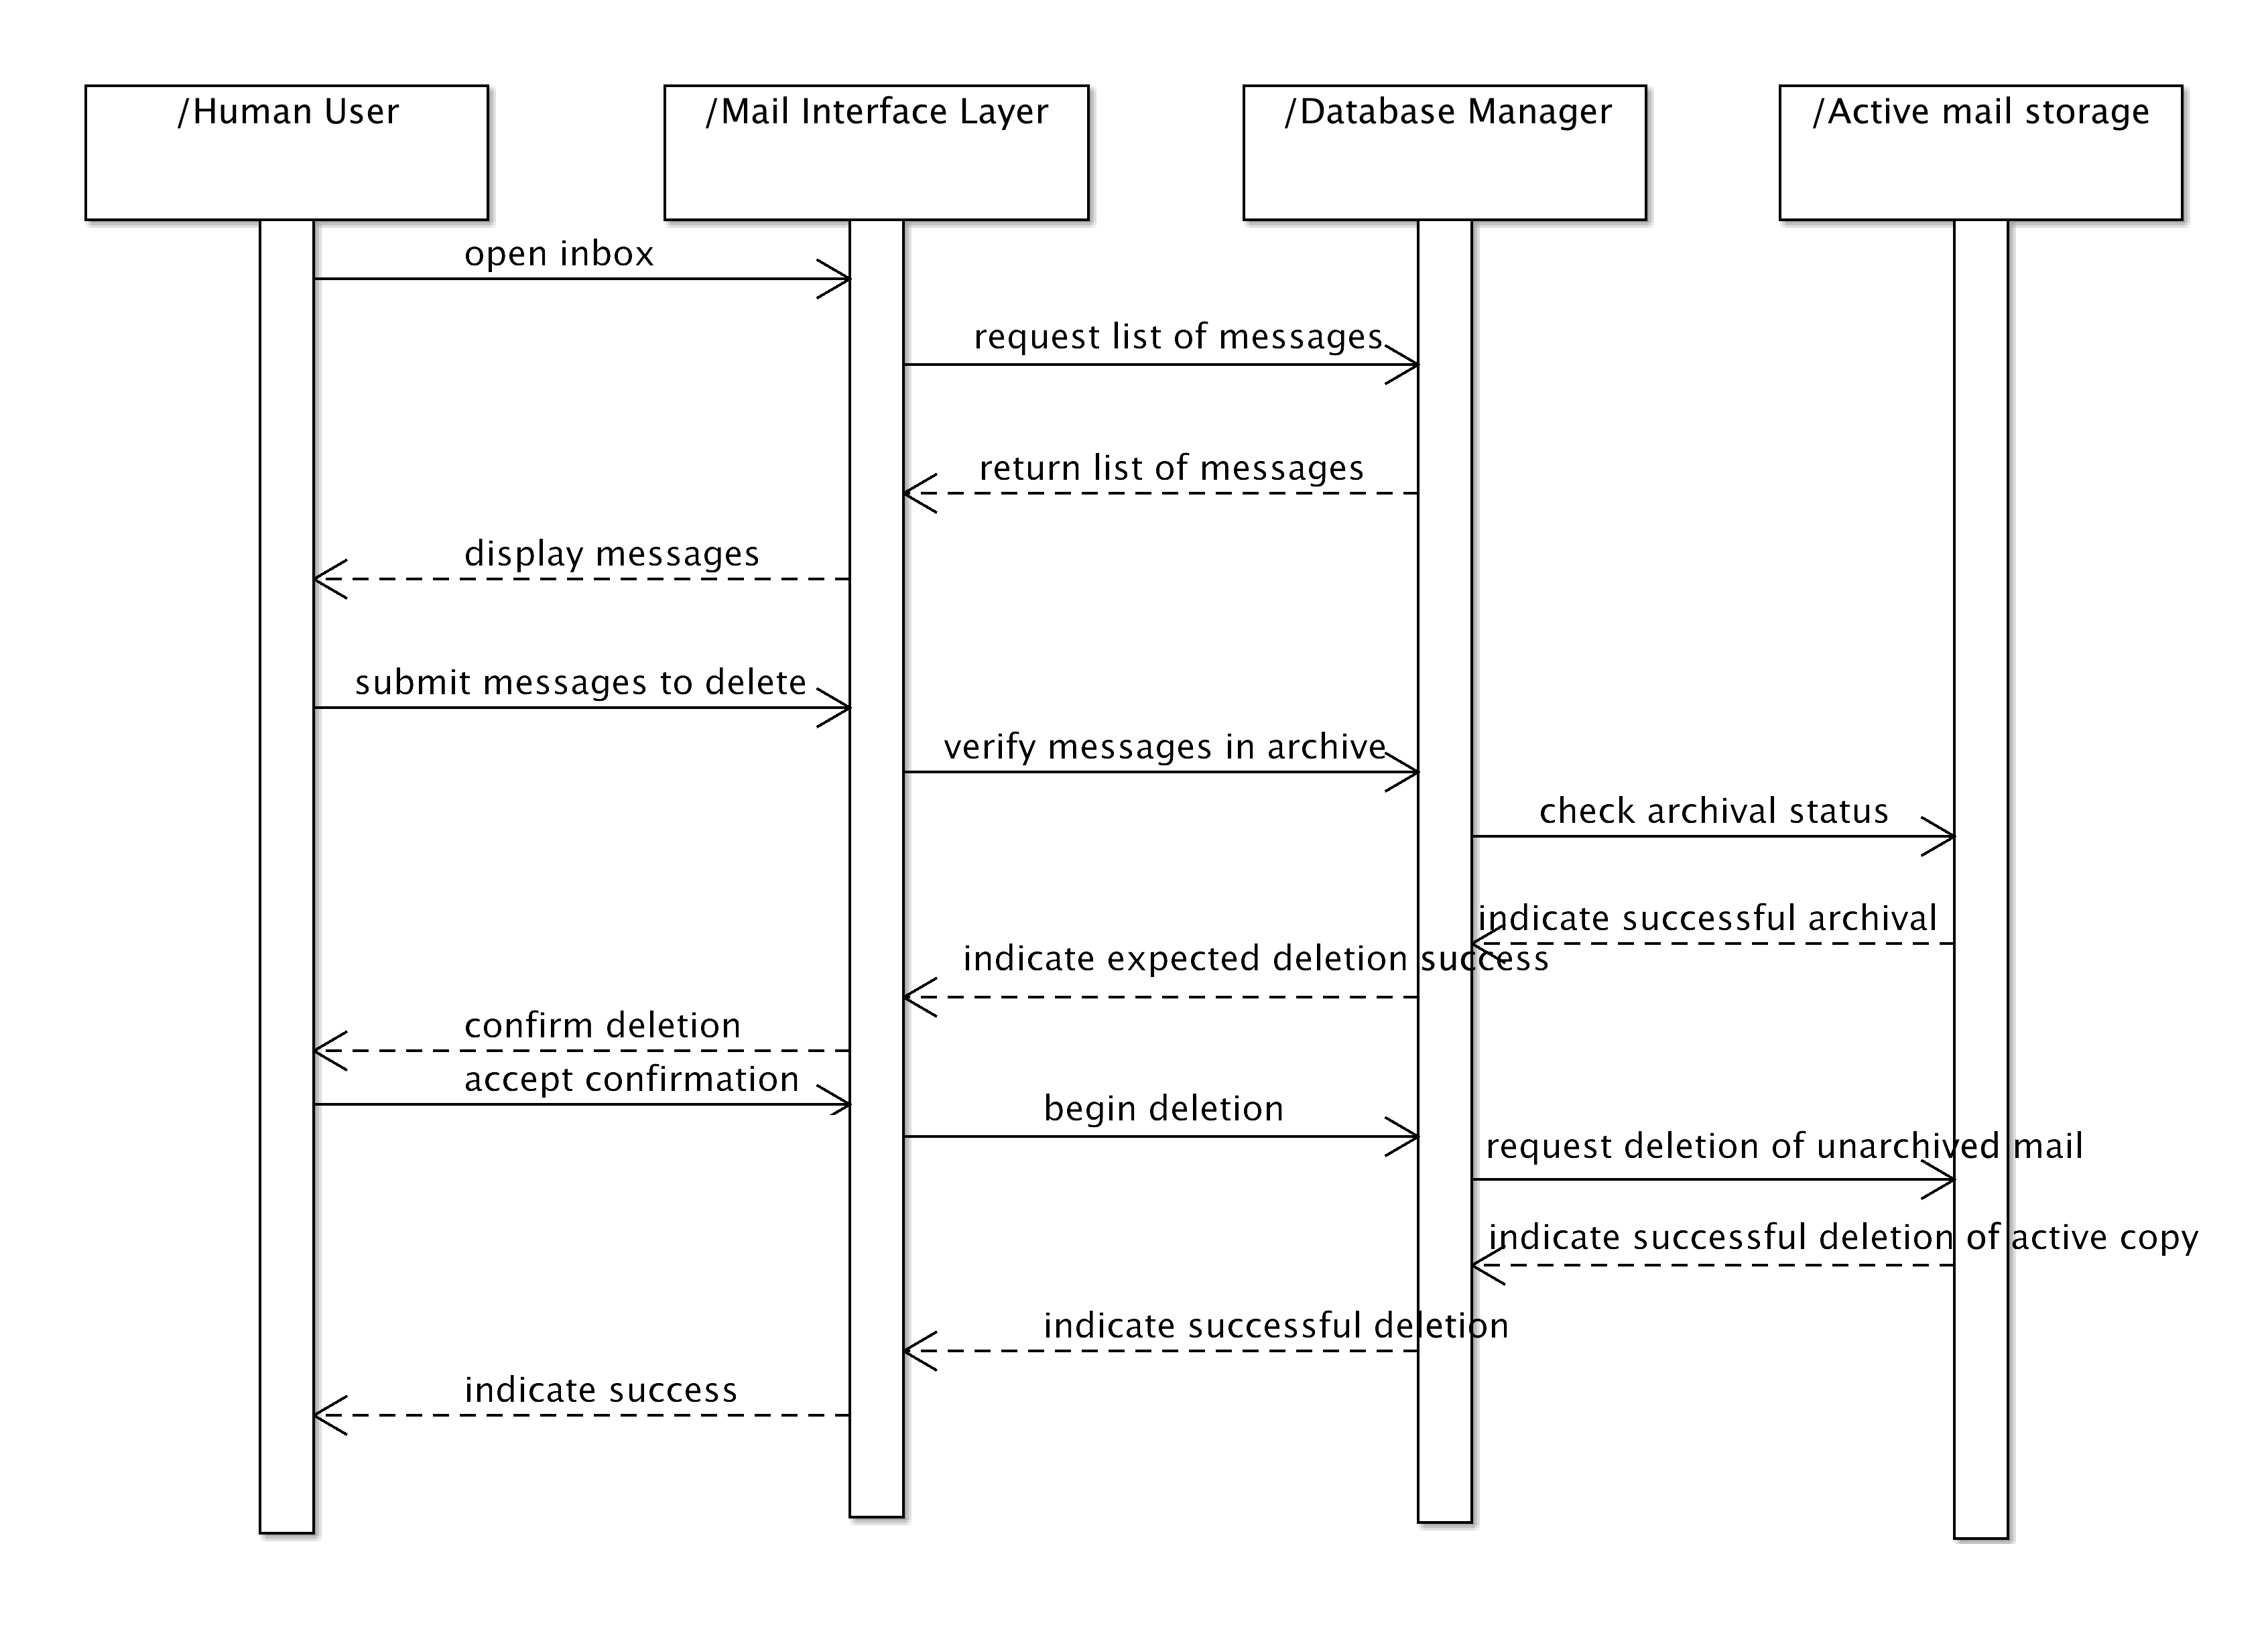 /Human User
/Mail Interface Layer
/Database Manager
/Active mail storage
open inbox
request list of messages
return list of messages
display messages
submit messages to delete
verify messages in archive
check archival status
indicate successful archival
indicate expected deletion success
confirm deletion
accept confirmation
begin deletion
request deletion of unarchived mail
indicate successful deletion of active copy
indicate successful deletion
indicate success